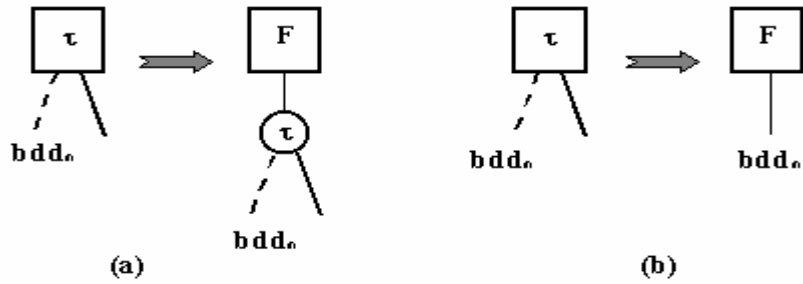 τ F τ F
τ
bdd₀ bdd₀ bdd₀
bdd₀
(a) (b)